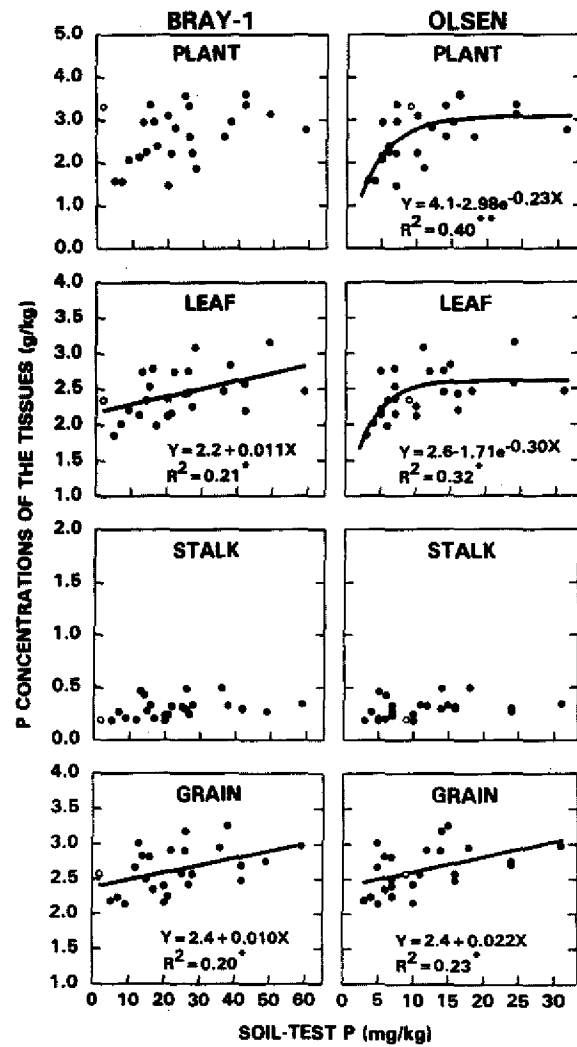 BRAY-1
OLSEN
PLANT
PLANT
5.0
4.0
3.0
2.0
1.0
0.0
Y = 4.1-2.98e^-0.23X
R² = 0.40**
LEAF
LEAF
4.0
3.5
3.0
2.5
2.0
1.5
1.0
Y = 2.2 + 0.011X
R² = 0.21*
Y = 2.6-1.71e^-0.30X
R² = 0.32*
STALK
STALK
2.0
1.5
1.0
0.5
0.0
GRAIN
GRAIN
4.0
3.5
3.0
2.5
2.0
1.5
1.0
Y = 2.4 + 0.010X
R² = 0.20*
Y = 2.4 + 0.022X
R² = 0.23*
0 10 20 30 40 50 60
5 10 15 20 25 30
SOIL-TEST P (mg/kg)
P CONCENTRATIONS OF THE TISSUES (g/kg)